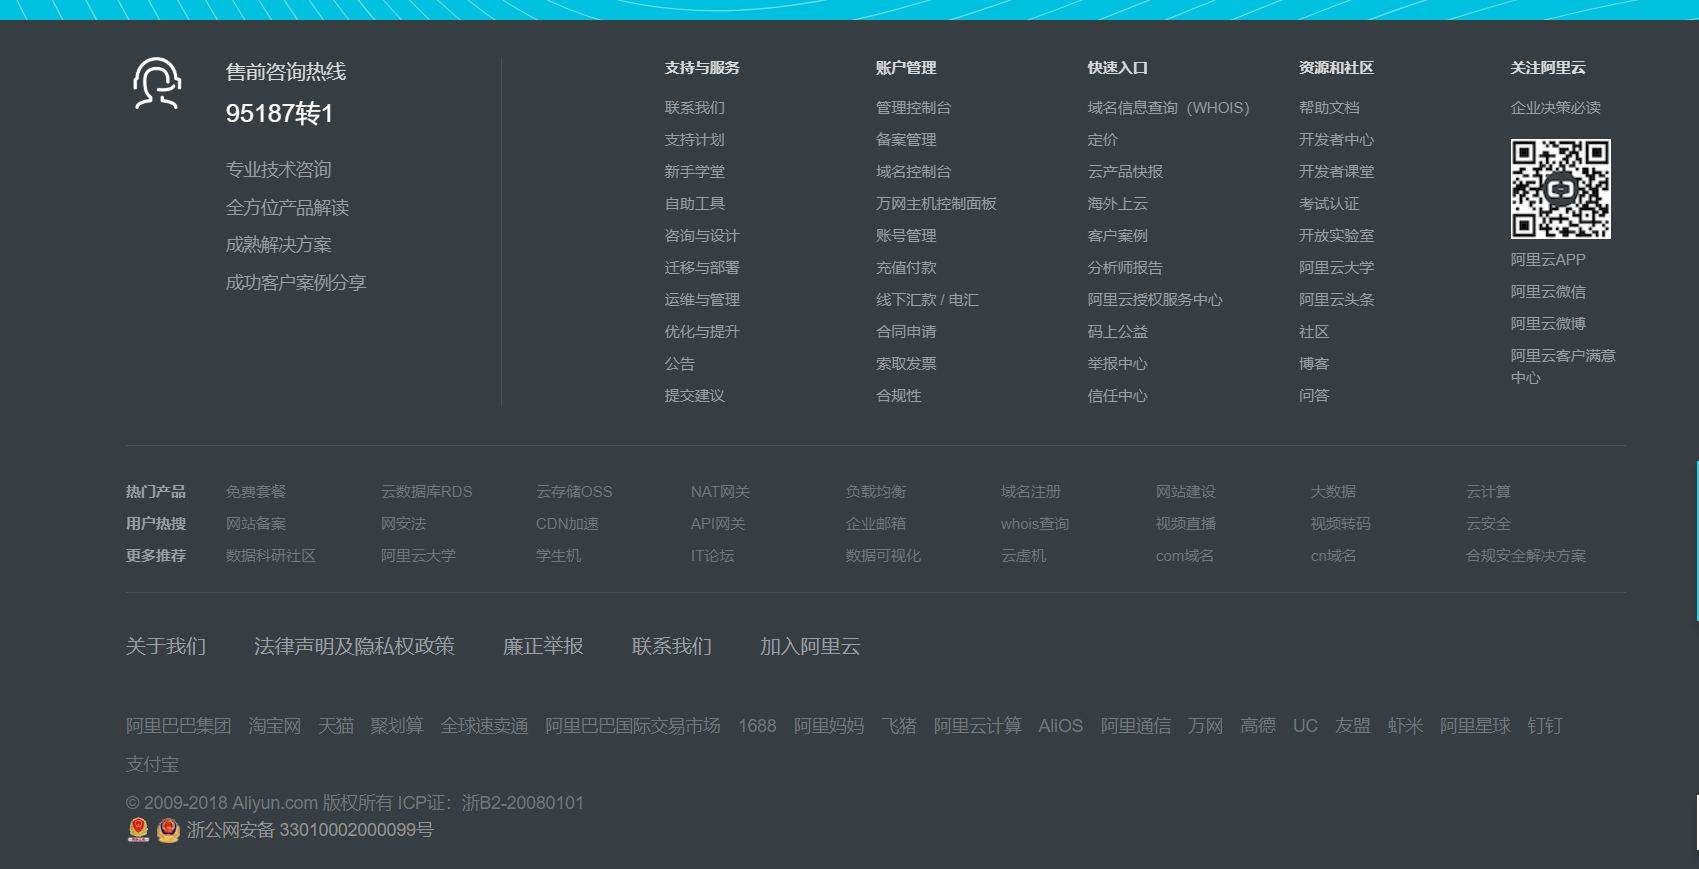 售前咨询热线
95187转1
专业技术咨询
全方位产品解读
成熟解决方案
成功客户案例分享
支持与服务
联系我们
支持计划
新手学堂
自助工具
咨询与设计
迁移与部署
运维与管理
优化与提升
公告
提交建议
账户管理
管理控制台
备案管理
域名控制台
万网主机控制面板
账号管理
充值付款
线下汇款 / 电汇
合同申请
索取发票
合规性
快速入口
域名信息查询（WHOIS）
定价
云产品快报
海外上云
客户案例
分析师报告
阿里云授权服务中心
码上公益
举报中心
信任中心
资源和社区
帮助文档
开发者中心
开发者课堂
考试认证
开放实验室
阿里云大学
阿里云头条
社区
博客
问答
关注阿里云
企业决策必读
阿里云APP
阿里云微信
阿里云微博
阿里云客户满意
中心
热门产品 免费套餐 云数据库RDS 云存储OSS NAT网关 负载均衡 域名注册 网站建设 大数据 云计算
用户热搜 网站备案 网安法 CDN加速 API网关 企业邮箱 whois查询 视频直播 视频转码 云安全
更多推荐 数据科研社区 阿里云大学 学生机 IT论坛 数据可视化 云虚机 com域名 cn域名 合规安全解决方案
关于我们 法律声明及隐私权政策 廉正举报 联系我们 加入阿里云
阿里巴巴集团 淘宝网 天猫 聚划算 全球速卖通 阿里巴巴国际交易市场 1688 阿里妈妈 飞猪 阿里云计算 AliOS 阿里通信 万网 高德 UC 友盟 虾米 阿里星球 钉钉
支付宝
© 2009-2018 Aliyun.com 版权所有 ICP证：浙B2-20080101
浙公网安备 33010002000099号